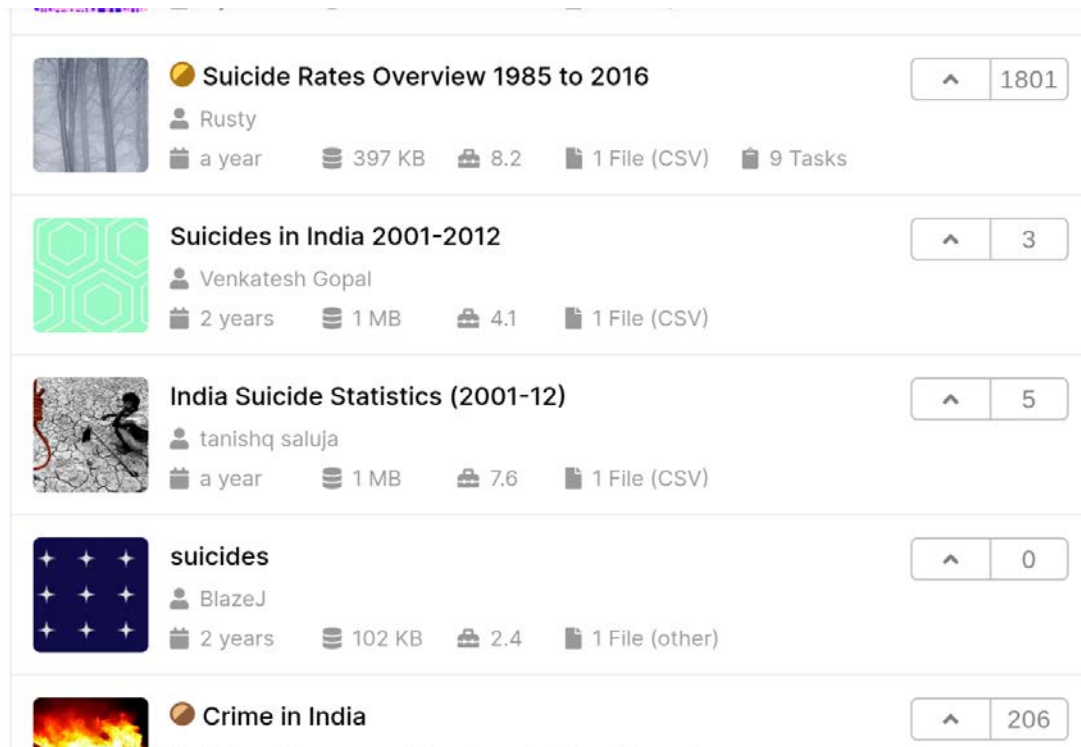 Suicide Rates Overview 1985 to 2016
1801
Rusty
a year 397 KB 8.2 1 File (CSV) 9 Tasks
Suicides in India 2001-2012
3
Venkatesh Gopal
2 years 1 MB 4.1 1 File (CSV)
India Suicide Statistics (2001-12)
5
tanishq saluja
a year 1 MB 7.6 1 File (CSV)
suicides
0
BlazeJ
2 years 102 KB 2.4 1 File (other)
Crime in India
206